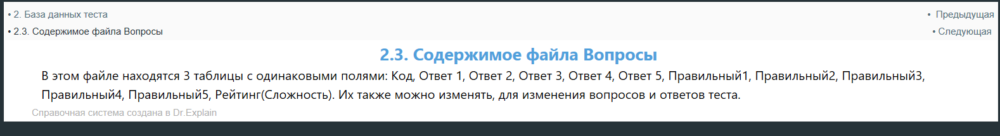 • 2. База данных теста
• Предыдущая
• 2.3. Содержимое файла Вопросы
• Следующая
2.3. Содержимое файла Вопросы
В этом файле находятся 3 таблицы с одинаковыми полями: Код, Ответ 1, Ответ 2, Ответ 3, Ответ 4, Ответ 5, Правильный1, Правильный2, Правильный3,
Правильный4, Правильный5, Рейтинг(Сложность). Их также можно изменять, для изменения вопросов и ответов теста.
Справочная система создана в Dr.Explain